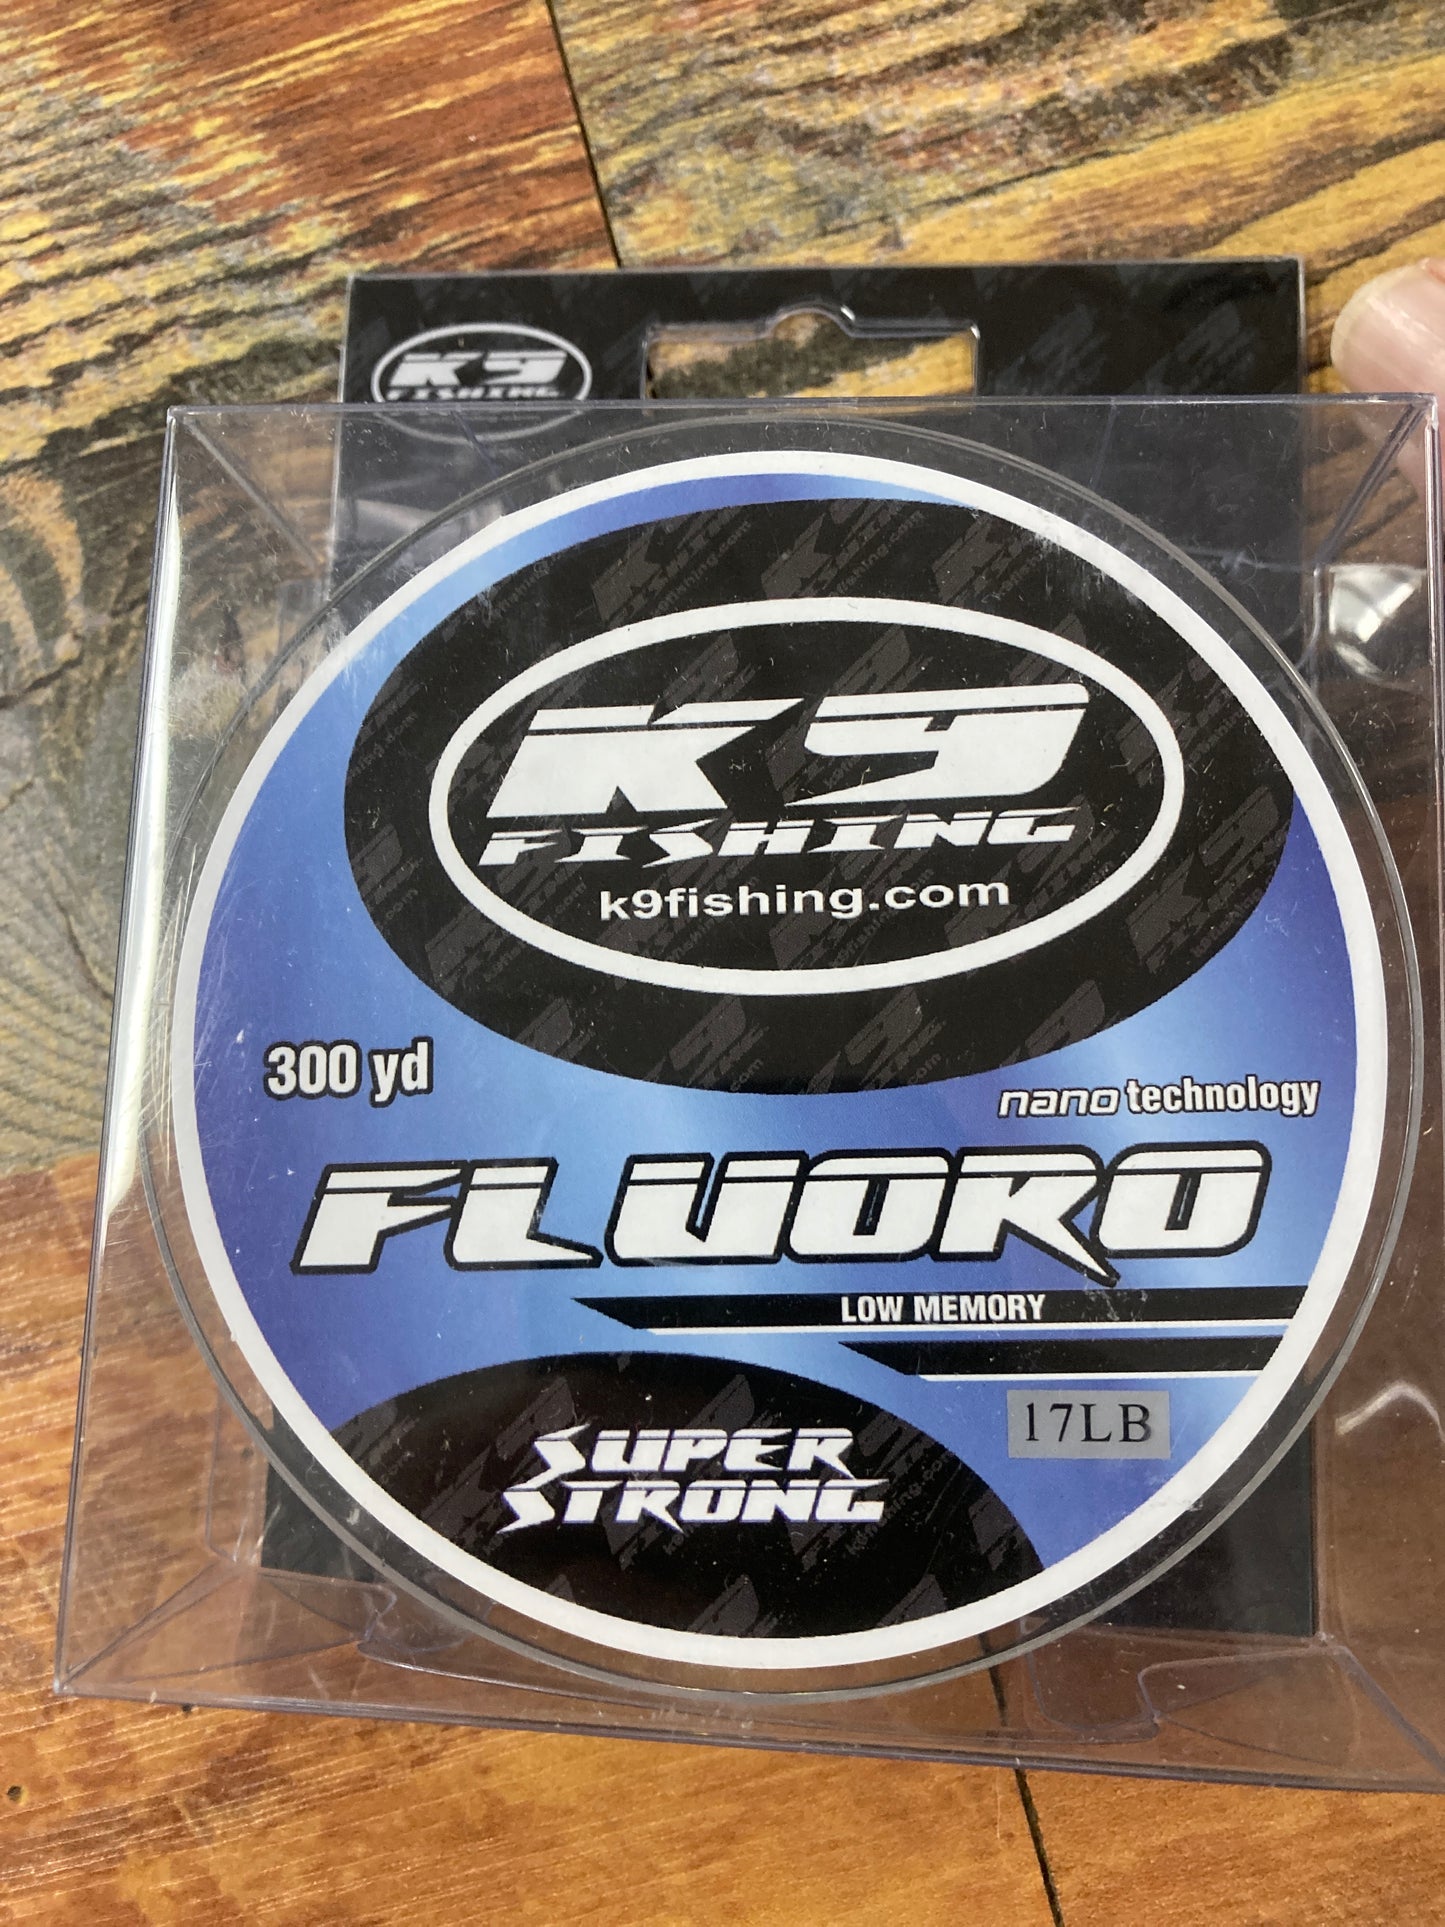 K9
FISHING
K9
FISHING
k9fishing.com
300 yd
nano technology
FLUORO
LOW MEMORY
17LB
SUPER
STRONG